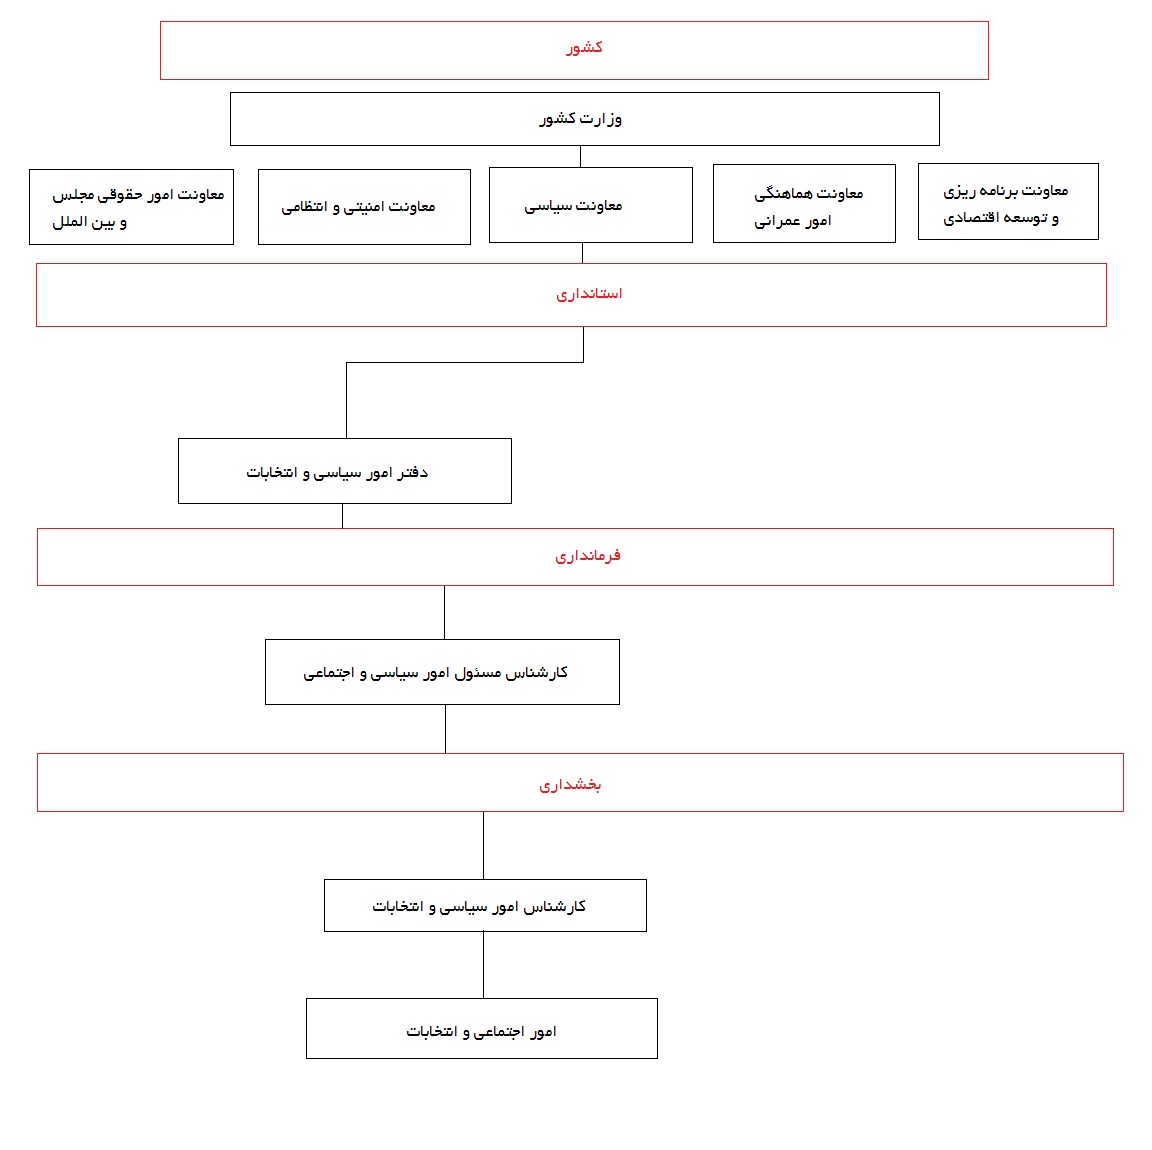 کشور
وزارت کشور
معاونت برنامه ریزی
و توسعه اقتصادی
معاونت هماهنگی
امور عمرانی
معاونت سیاسی
معاونت امنیتی و انتظامی
معاونت امور حقوقی مجلس
و بین الملل
استانداری
دفتر امور سیاسی و انتخابات
فرمانداری
کارشناس مسئول امور سیاسی و اجتماعی
بخشداری
کارشناس امور سیاسی و انتخابات
امور اجتماعی و انتخابات